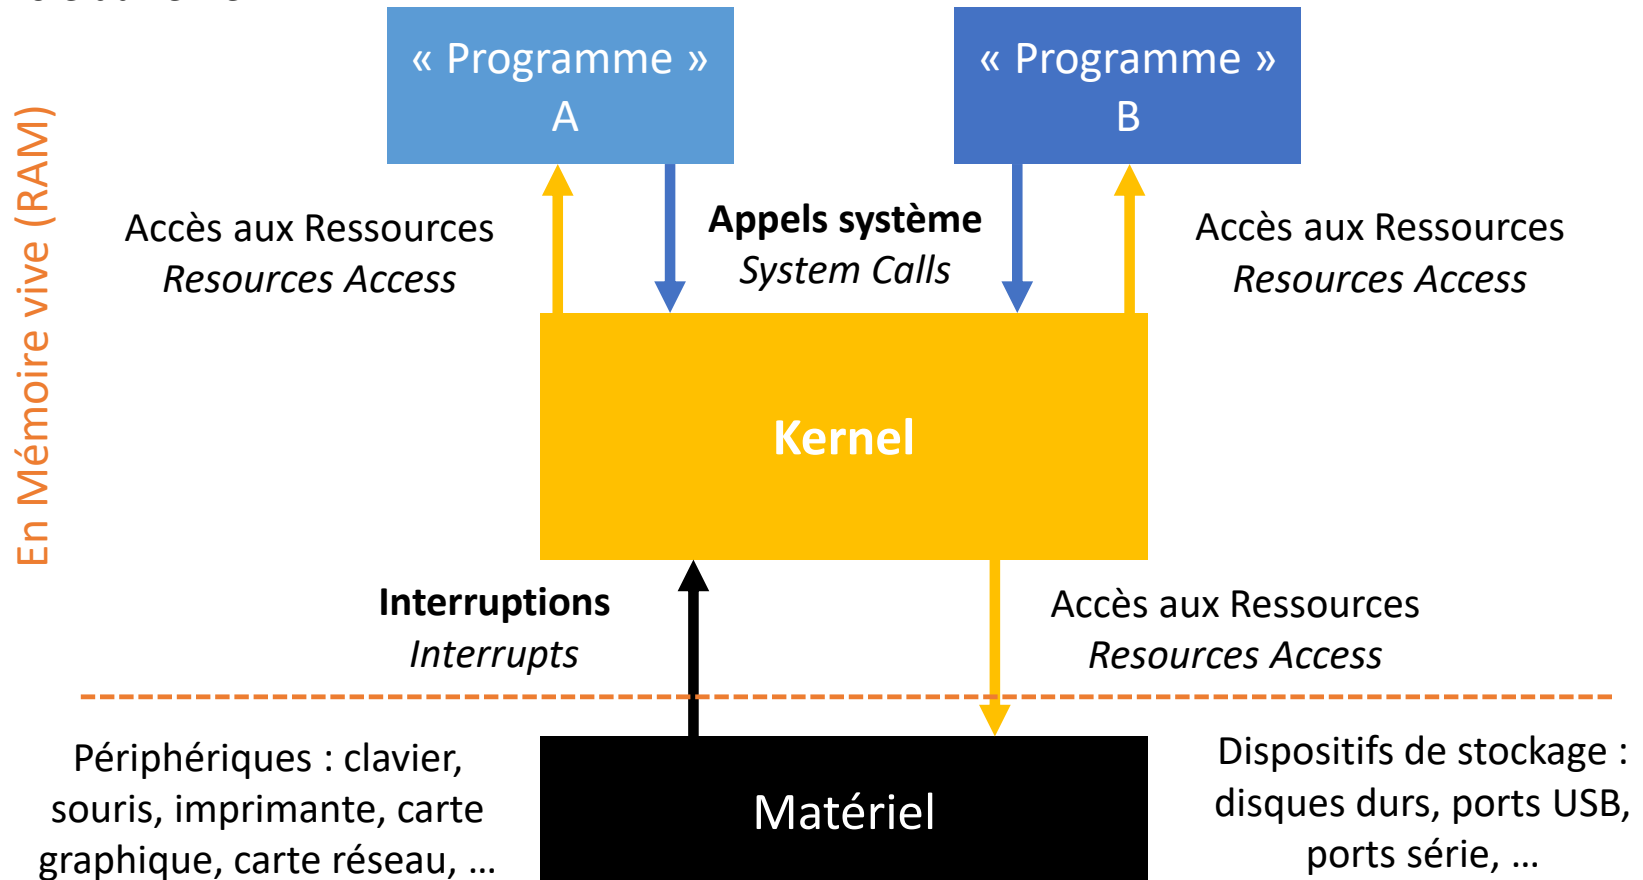 « Programme »
A
« Programme »
B
En Mémoire vive (RAM)
Accès aux Ressources
Resources Access
Appels système
System Calls
Accès aux Ressources
Resources Access
Kernel
Interruptions
Interrupts
Accès aux Ressources
Resources Access
Périphériques : clavier,
souris, imprimante, carte
graphique, carte réseau, ...
Matériel
Dispositifs de stockage :
disques durs, ports USB,
ports série, ...